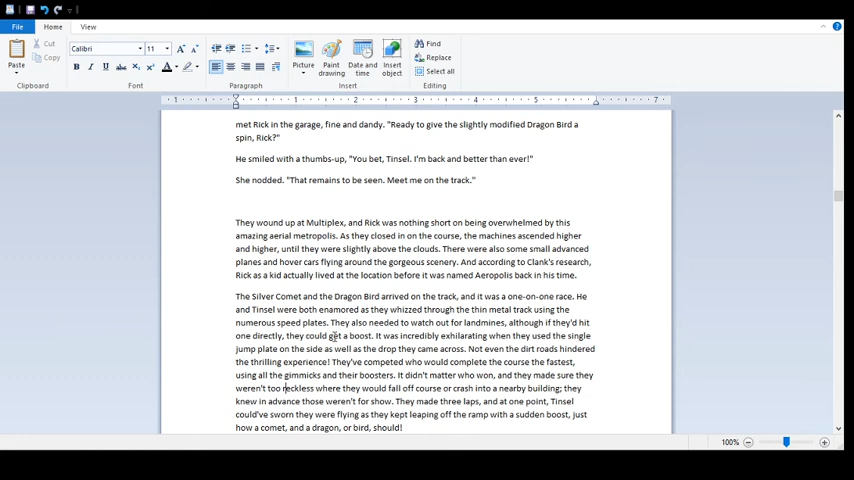 File Home View
Cut
Copy
Paste
Clipboard
Calibri 11
B I U abc X₂ X² A
Font
Paragraph
Picture
Paint drawing
Date and time
Insert object
Insert
Find
Replace
Select all
Editing
1 1 2 3 4 5 6 7
met Rick in the garage, fine and dandy. "Ready to give the slightly modified Dragon Bird a
spin, Rick?"
He smiled with a thumbs-up, "You bet, Tinsel. I'm back and better than ever!"
She nodded. "That remains to be seen. Meet me on the track."
They wound up at Multiplex, and Rick was nothing short on being overwhelmed by this
amazing aerial metropolis. As they closed in on the course, the machines ascended higher
and higher, until they were slightly above the clouds. There were also some small advanced
planes and hover cars flying around the gorgeous scenery. And according to Clank's research,
Rick as a kid actually lived at the location before it was named Aeropolis back in his time.
The Silver Comet and the Dragon Bird arrived on the track, and it was a one-on-one race. He
and Tinsel were both enamored as they whizzed through the thin metal track using the
numerous speed plates. They also needed to watch out for landmines, although if they'd hit
one directly, they could get a boost. It was incredibly exhilarating when they used the single
jump plate on the side as well as the drop they came across. Not even the dirt roads hindered
the thrilling experience! They've competed who would complete the course the fastest,
using all the gimmicks and their boosters. It didn't matter who won, and they made sure they
weren't too reckless where they would fall off course or crash into a nearby building; they
knew in advance those weren't for show. They made three laps, and at one point, Tinsel
could've sworn they were flying as they kept leaping off the ramp with a sudden boost, just
how a comet, and a dragon, or bird, should!
100%